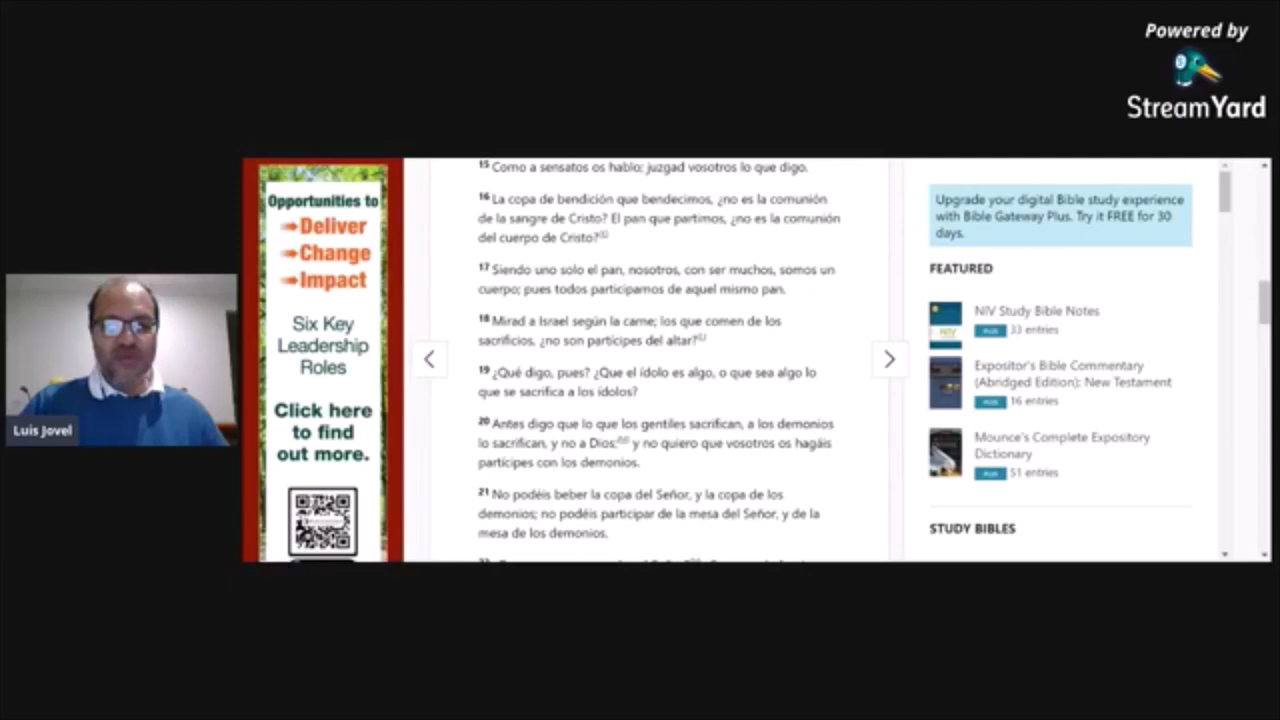 Powered by
StreamYard
Opportunities to
Deliver
Change
Impact
Six Key
Leadership
Roles
Click here
to find
out more.
Luis Jovel
15 Como a sensatos os hablo; juzgad vosotros lo que digo.
16 La copa de bendición que bendecimos, ¿no es la comunión
de la sangre de Cristo? El pan que partimos, ¿no es la comunión
del cuerpo de Cristo?
17 Siendo uno solo el pan, nosotros, con ser muchos, somos un
cuerpo; pues todos participamos de aquel mismo pan.
18 Mirad a Israel según la carne; los que comen de los
sacrificios, ¿no son partícipes del altar?
19 ¿Qué digo, pues? ¿Que el ídolo es algo, o que sea algo lo
que se sacrifica a los ídolos?
20 Antes digo que lo que los gentiles sacrifican, a los demonios
lo sacrifican, y no a Dios; y no quiero que vosotros os hagáis
partícipes con los demonios.
21 No podéis beber la copa del Señor, y la copa de los
demonios; no podéis participar de la mesa del Señor, y de la
mesa de los demonios.
Upgrade your digital Bible study experience
with Bible Gateway Plus. Try it FREE for 30
days.
FEATURED
NIV Study Bible Notes
PLUS 33 entries
Expositor's Bible Commentary
(Abridged Edition): New Testament
PLUS 16 entries
Mounce's Complete Expository
Dictionary
PLUS 51 entries
STUDY BIBLES